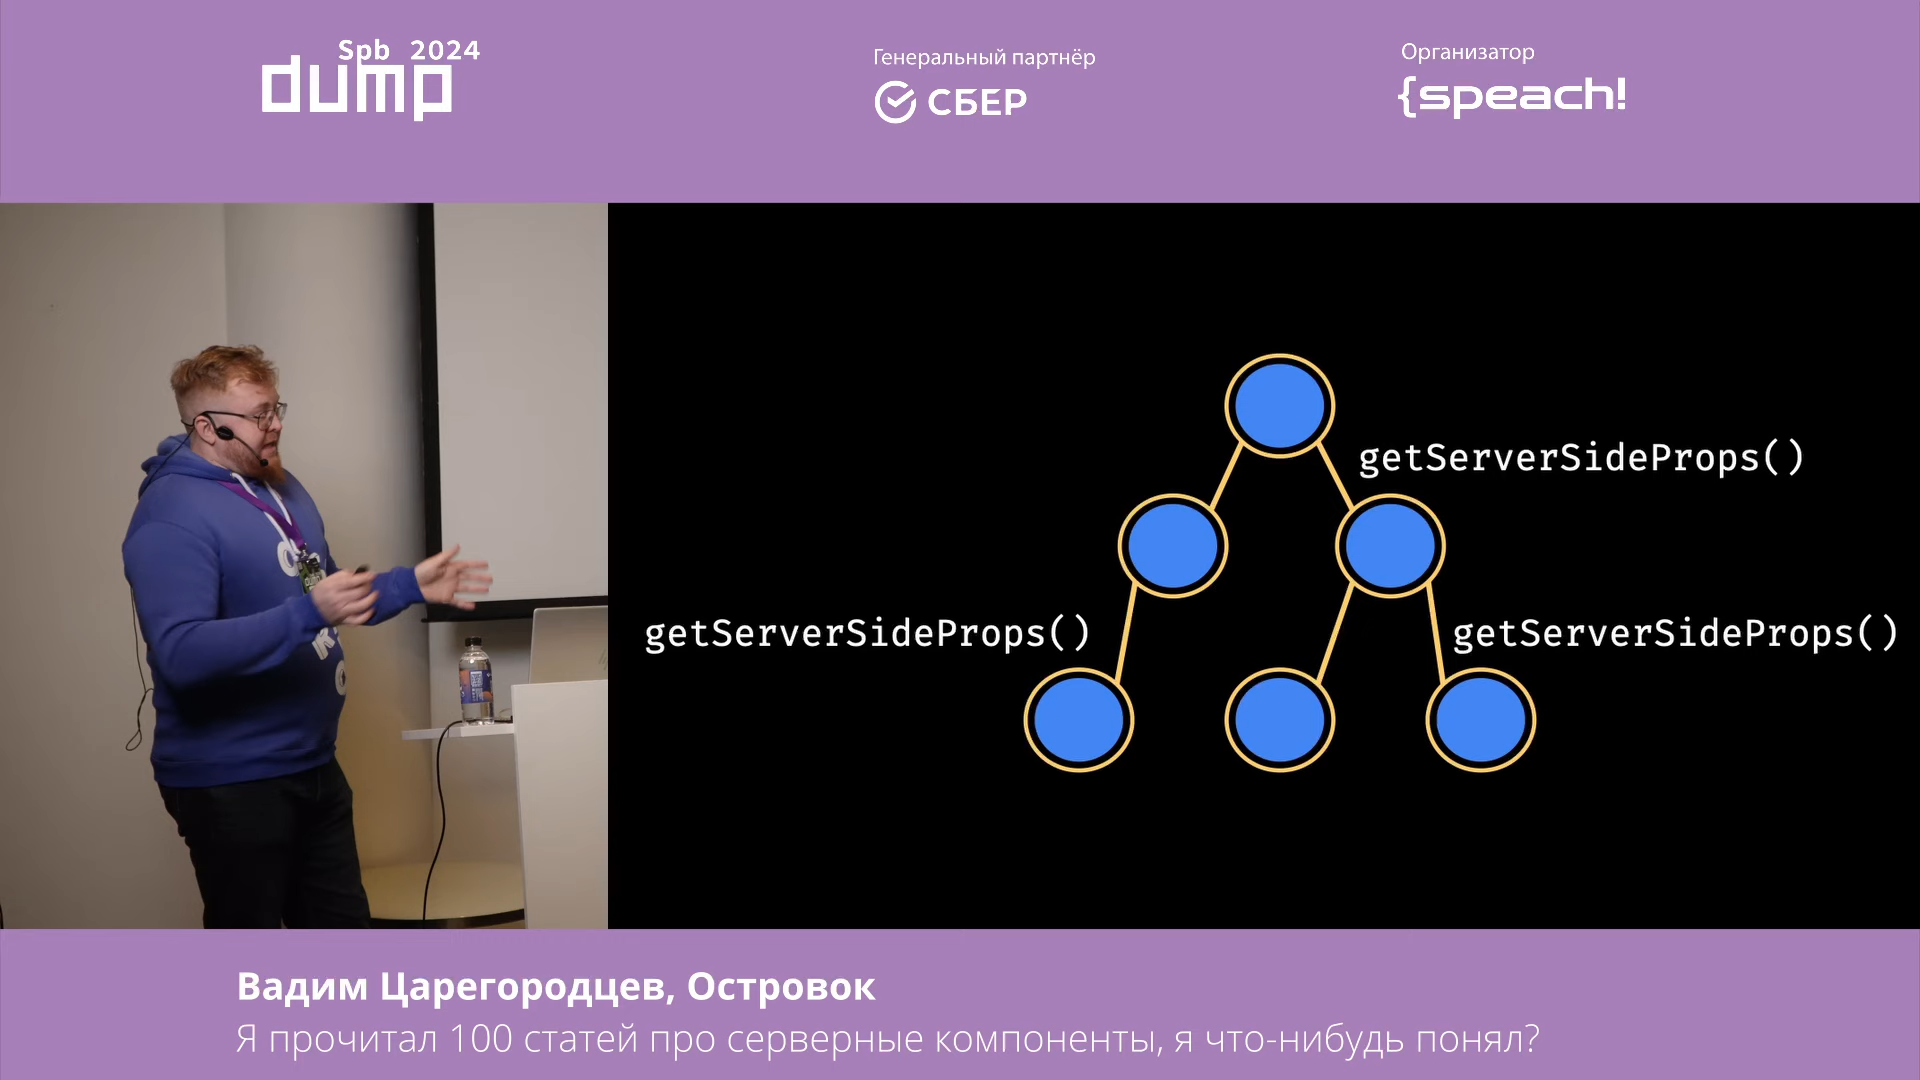 Spb 2024
dump
Генеральный партнёр
СБЕР
Организатор
{speach!
getServerSideProps()
getServerSideProps()
getServerSideProps()
Вадим Царегородцев, Островок
Я прочитал 100 статей про серверные компоненты, я что-нибудь понял?